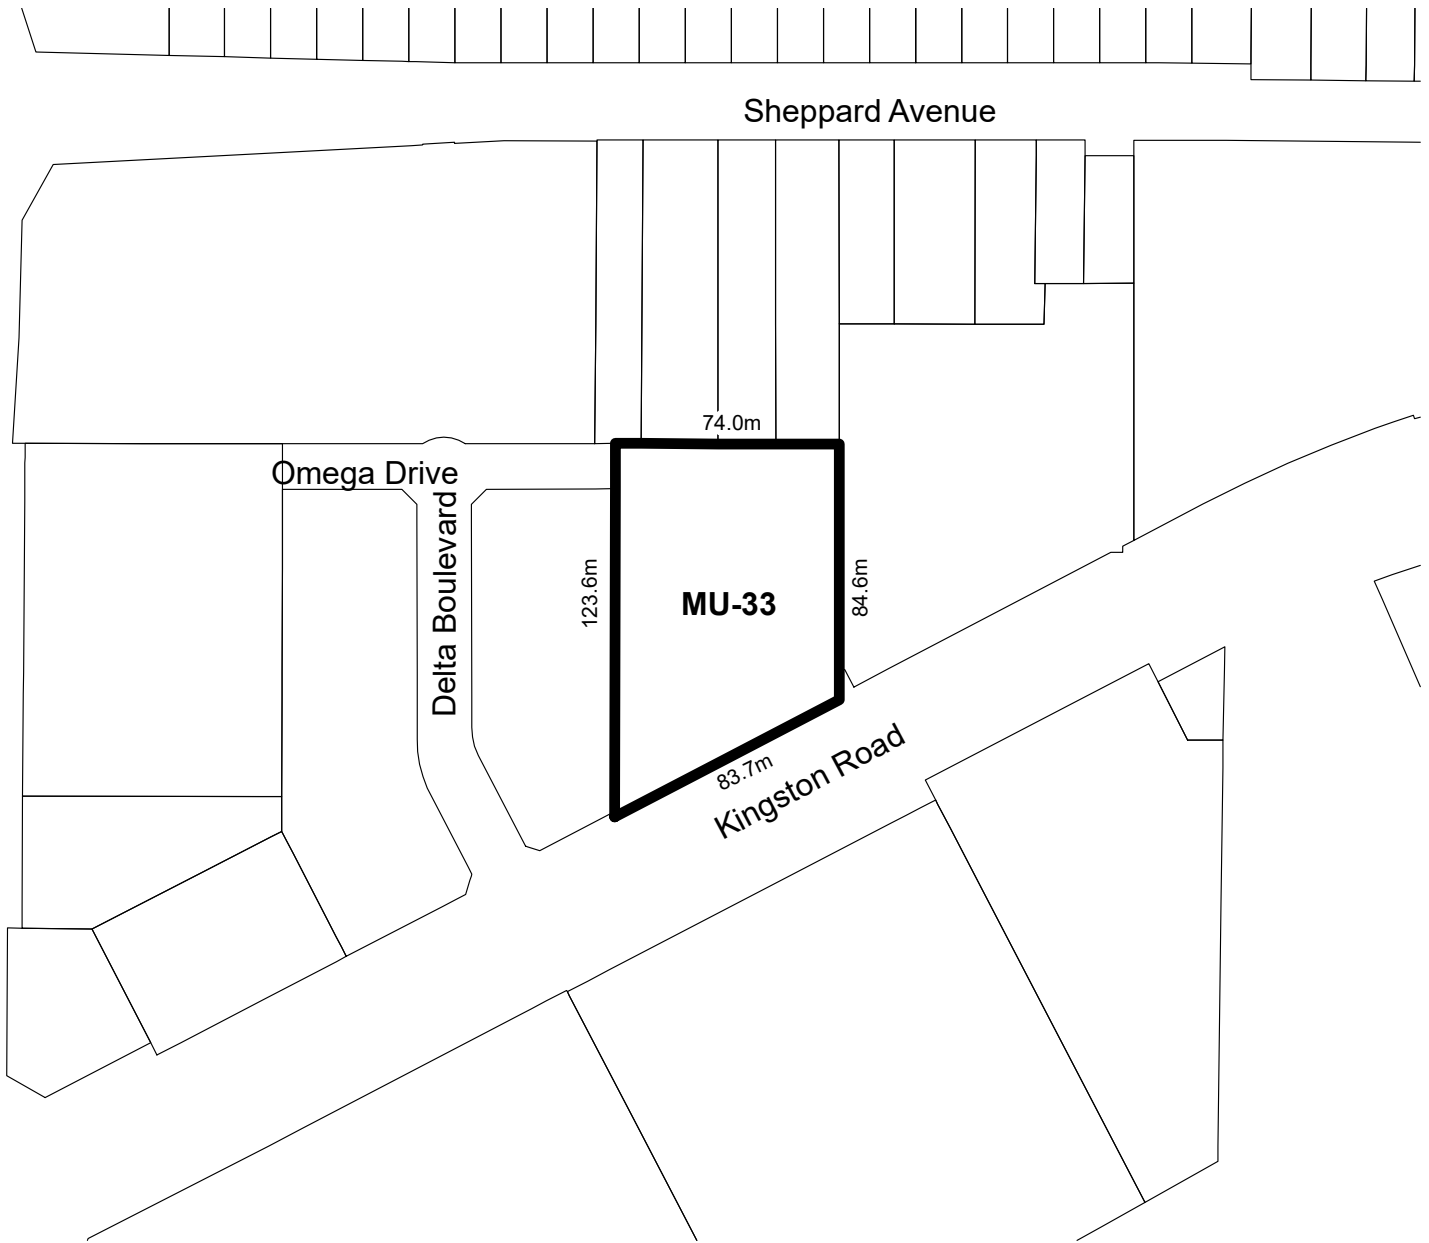 Sheppard Avenue
74.0m
Omega Drive
Delta Boulevard
123.6m
MU-33
84.6m
83.7m
Kingston Road